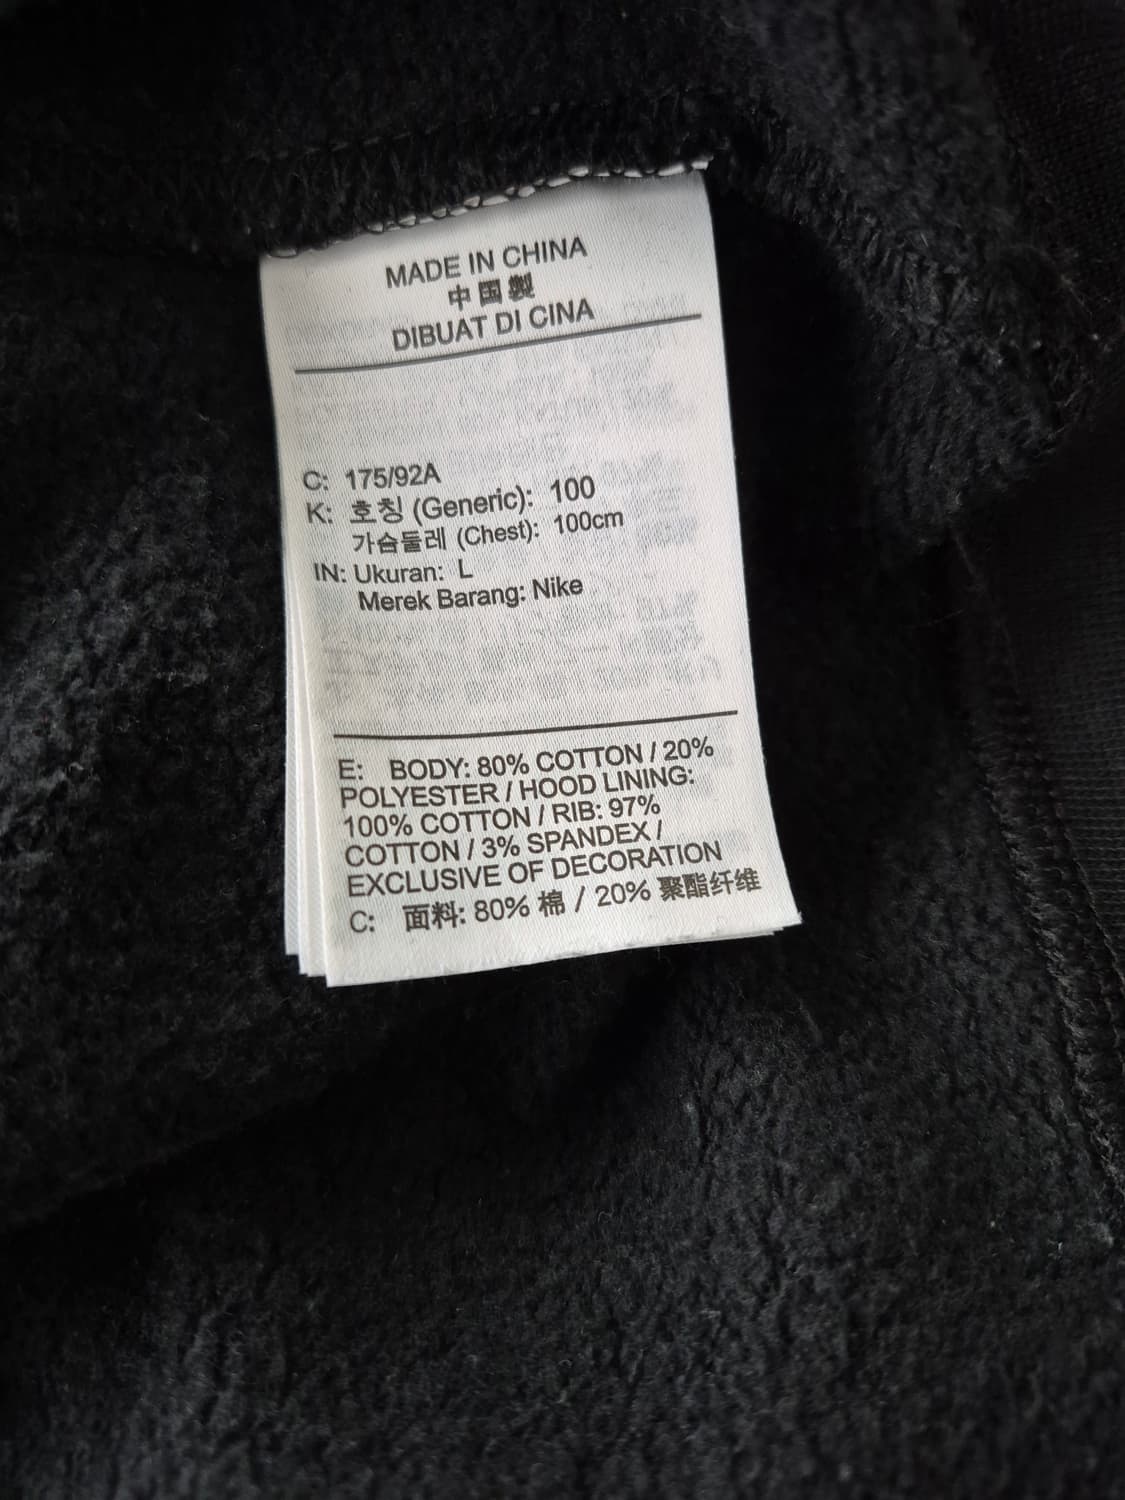 MADE IN CHINA
中国製
DIBUAT DI CINA
C: 175/92A
K: 호칭 (Generic): 100
가슴둘레 (Chest): 100cm
IN: Ukuran: L
Merek Barang: Nike
E: BODY: 80% COTTON / 20%
POLYESTER / HOOD LINING:
100% COTTON / RIB: 97%
COTTON / 3% SPANDEX /
EXCLUSIVE OF DECORATION
C: 面料: 80% 棉 / 20% 聚酯纤维